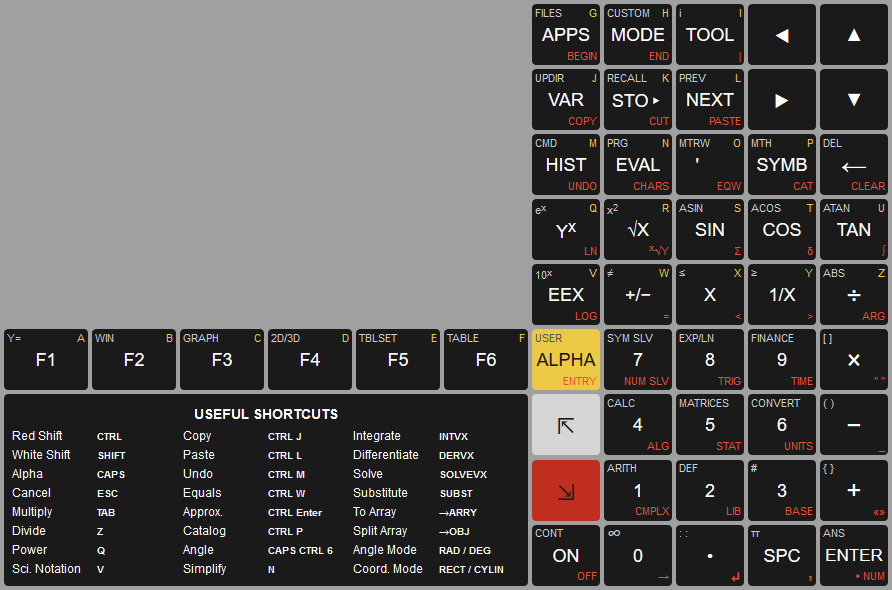 FILES G CUSTOM H i I
APPS MODE TOOL ◀ ▲
BEGIN END |
UPDIR J RECALL K PREV L
VAR STO ▸ NEXT ▶ ▼
COPY CUT PASTE
CMD M PRG N MTRW O MTH P DEL
HIST EVAL ' SYMB ←
UNDO CHARS EQW CAT CLEAR
eˣ Q x² R ASIN S ACOS T ATAN U
Yˣ √X SIN COS TAN
LN ˣ√Y Σ δ ∫
10ˣ V ≠ W ≤ X ≥ Y ABS Z
EEX +/− X 1/X ÷
LOG = < > ARG
Y= A WIN B GRAPH C 2D/3D D TBLSET E TABLE F USER SYM SLV EXP/LN FINANCE [ ]
F1 F2 F3 F4 F5 F6 ALPHA 7 8 9 ×
ENTRY NUM SLV TRIG TIME " "
CALC MATRICES CONVERT ( )
⇱ 4 5 6 −
ALG STAT UNITS _
ARITH DEF # { }
⇲ 1 2 3 +
CMPLX LIB BASE «»
CONT ∞ : : π ANS
ON 0 . SPC ENTER
OFF → ↲ , ▸NUM
USEFUL SHORTCUTS
Red Shift CTRL Copy CTRL J Integrate INTVX
White Shift SHIFT Paste CTRL L Differentiate DERVX
Alpha CAPS Undo CTRL M Solve SOLVEVX
Cancel ESC Equals CTRL W Substitute SUBST
Multiply TAB Approx. CTRL Enter To Array →ARRY
Divide Z Catalog CTRL P Split Array →OBJ
Power Q Angle CAPS CTRL 6 Angle Mode RAD / DEG
Sci. Notation V Simplify N Coord. Mode RECT / CYLIN